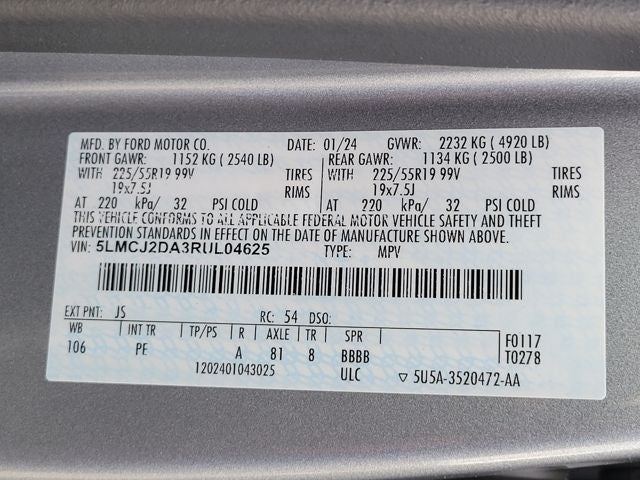 MFD. BY FORD MOTOR CO. DATE: 01/24 GVWR: 2232 KG ( 4920 LB)
FRONT GAWR: 1152 KG ( 2540 LB) REAR GAWR: 1134 KG ( 2500 LB)
WITH 225/55R19 99V TIRES WITH 225/55R19 99V TIRES
19x7.5J RIMS 19x7.5J RIMS
AT 220 kPa/ 32 PSI COLD AT 220 kPa/ 32 PSI COLD
THIS VEHICLE CONFORMS TO ALL APPLICABLE FEDERAL MOTOR VEHICLE SAFETY AND THEFT
PREVENTION STANDARDS IN EFFECT ON THE DATE OF MANUFACTURE SHOWN ABOVE.
VIN: 5LMCJ2DA3RUL04625 TYPE: MPV
EXT PNT: JS RC: 54 DSO:
WB INT TR TP/PS R AXLE TR SPR F0117
106 PE A 81 8 BBBB T0278
1202401043025 ULC ▽ 5U5A-3520472-AA